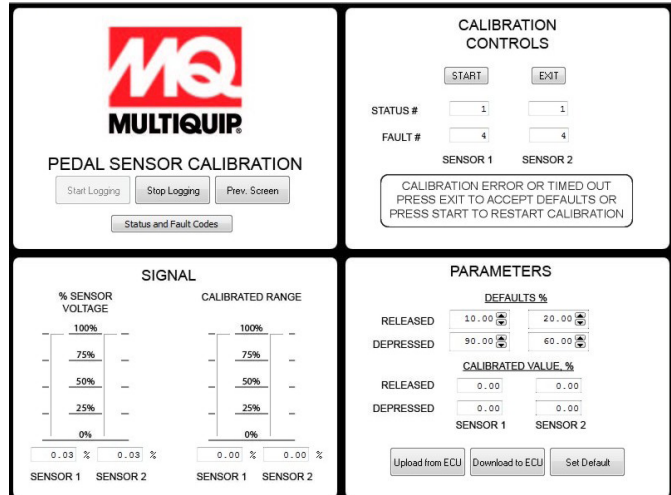 MQ
MULTIQUIP
PEDAL SENSOR CALIBRATION
Start Logging Stop Logging Prev. Screen
Status and Fault Codes
CALIBRATION
CONTROLS
START EXIT
STATUS # 1 1
FAULT # 4 4
SENSOR 1 SENSOR 2
CALIBRATION ERROR OR TIMED OUT
PRESS EXIT TO ACCEPT DEFAULTS OR
PRESS START TO RESTART CALIBRATION
SIGNAL
% SENSOR
VOLTAGE
100%
75%
50%
25%
0%
0.03 % 0.03 %
SENSOR 1 SENSOR 2
CALIBRATED RANGE
100%
75%
50%
25%
0%
0.00 % 0.00 %
SENSOR 1 SENSOR 2
PARAMETERS
DEFAULTS %
RELEASED 10.00 20.00
DEPRESSED 90.00 60.00
CALIBRATED VALUE, %
RELEASED 0.00 0.00
DEPRESSED 0.00 0.00
SENSOR 1 SENSOR 2
Upload from ECU Download to ECU Set Default